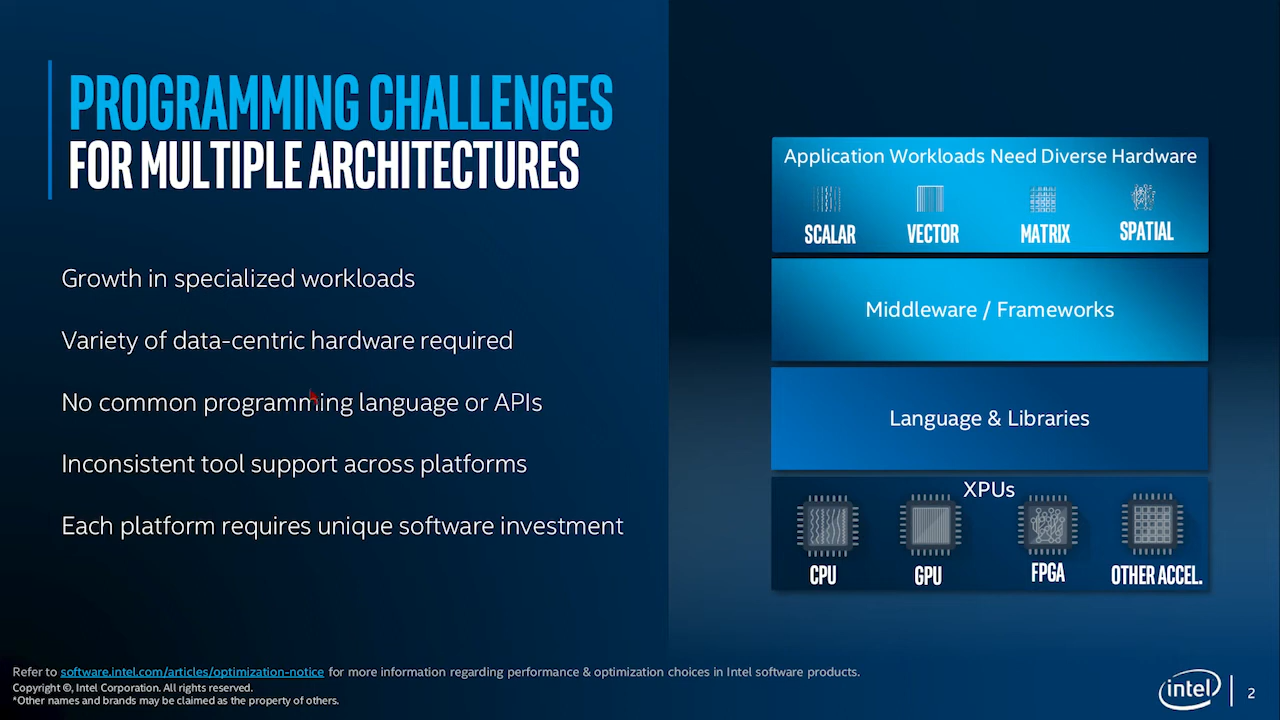 PROGRAMMING CHALLENGES
FOR MULTIPLE ARCHITECTURES
Growth in specialized workloads
Variety of data-centric hardware required
No common programming language or APIs
Inconsistent tool support across platforms
Each platform requires unique software investment
Application Workloads Need Diverse Hardware
SCALAR VECTOR MATRIX SPATIAL
Middleware / Frameworks
Language & Libraries
XPUs
CPU GPU FPGA OTHER ACCEL.
Refer to software.intel.com/articles/optimization-notice for more information regarding performance & optimization choices in Intel software products.
Copyright ©, Intel Corporation. All rights reserved.
*Other names and brands may be claimed as the property of others.
intel 2